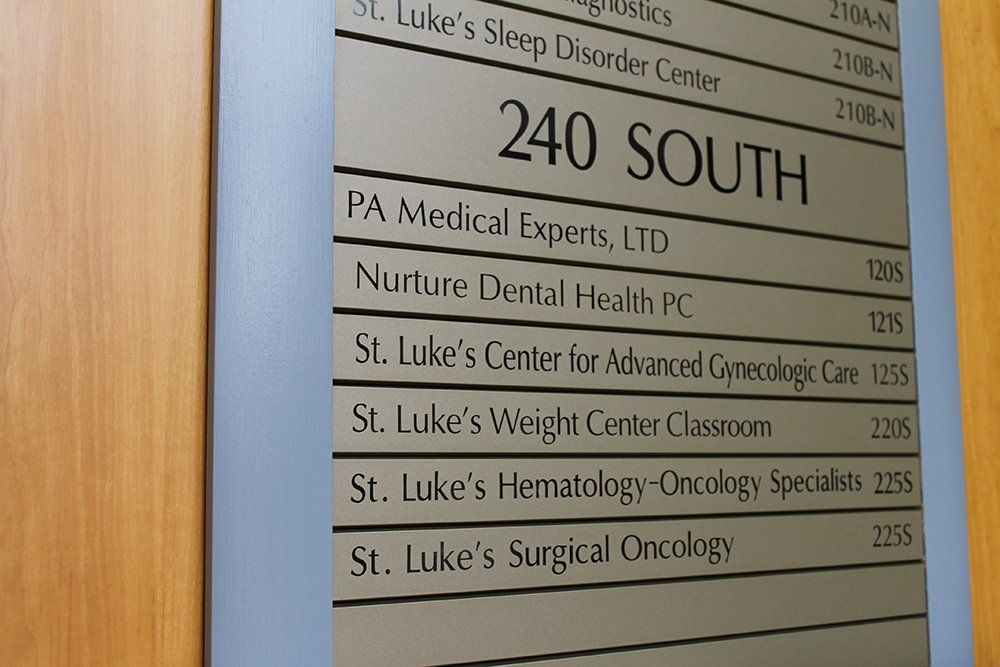 210A-N
agnostics 210B-N
St. Luke's Sleep Disorder Center 210B-N
240 SOUTH
PA Medical Experts, LTD 120S
Nurture Dental Health PC 121S
St. Luke's Center for Advanced Gynecologic Care 125S
St. Luke's Weight Center Classroom 220S
St. Luke's Hematology-Oncology Specialists 225S
St. Luke's Surgical Oncology 225S